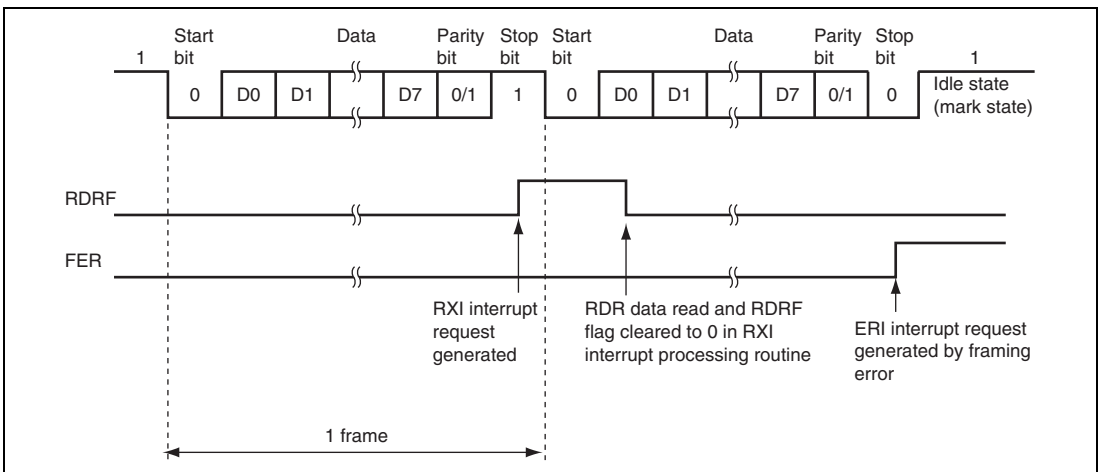 1
Start bit
Data
Parity bit
Stop bit
Start bit
Data
Parity bit
Stop bit
1
0 D0 D1 D7 0/1 1 0 D0 D1 D7 0/1 0
Idle state
(mark state)
RDRF
FER
RXI interrupt
request
generated
RDR data read and RDRF
flag cleared to 0 in RXI
interrupt processing routine
ERI interrupt request
generated by framing
error
1 frame